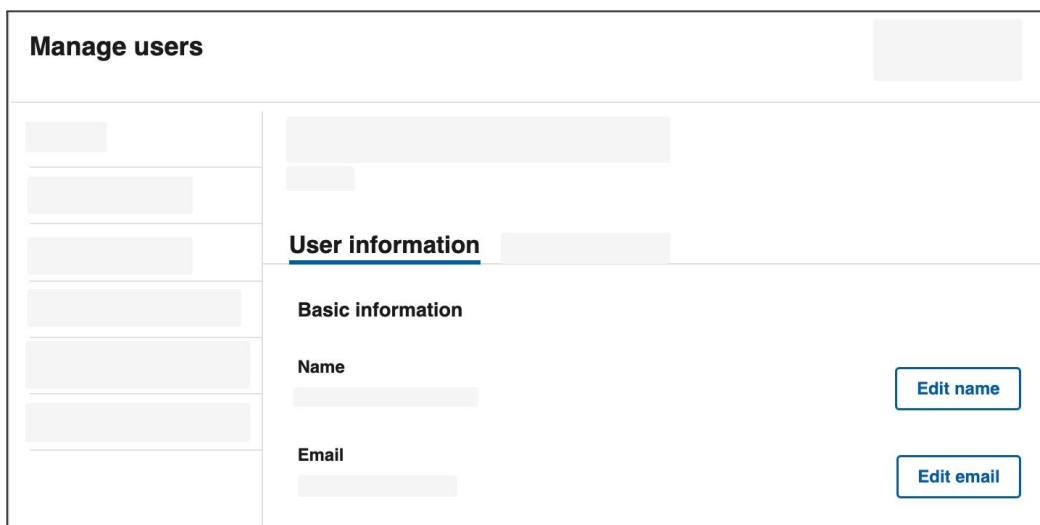 Manage users
User information
Basic information
Name
Edit name
Email
Edit email